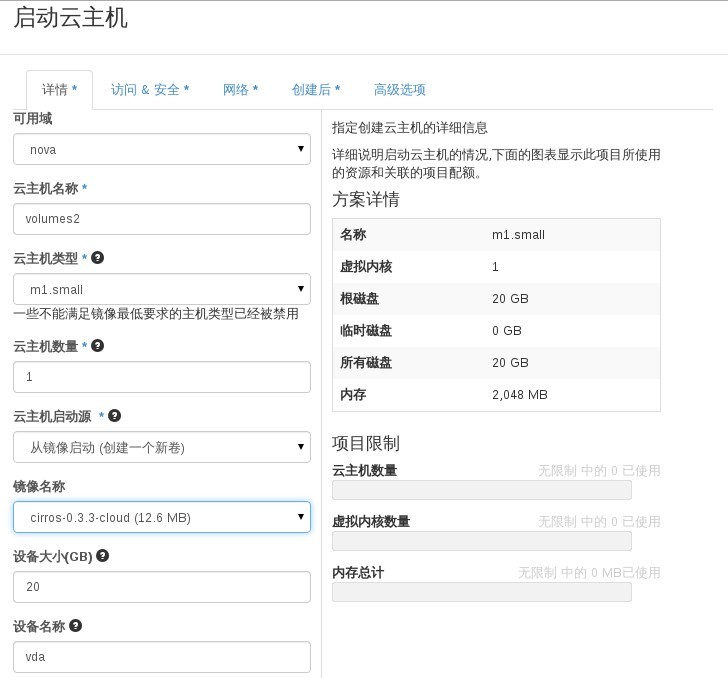 启动云主机
详情 * 访问 & 安全 * 网络 * 创建后 * 高级选项
可用域
nova
云主机名称 *
volumes2
云主机类型 * ?
m1.small
一些不能满足镜像最低要求的主机类型已经被禁用
云主机数量 * ?
1
云主机启动源 * ?
从镜像启动 (创建一个新卷)
镜像名称
cirros-0.3.3-cloud (12.6 MB)
设备大小(GB) ?
20
设备名称 ?
vda
指定创建云主机的详细信息
详细说明启动云主机的情况,下面的图表显示此项目所使用
的资源和关联的项目配额。
方案详情
名称 m1.small
虚拟内核 1
根磁盘 20 GB
临时磁盘 0 GB
所有磁盘 20 GB
内存 2,048 MB
项目限制
云主机数量 无限制 中的 0 已使用
虚拟内核数量 无限制 中的 0 已使用
内存总计 无限制 中的 0 MB已使用